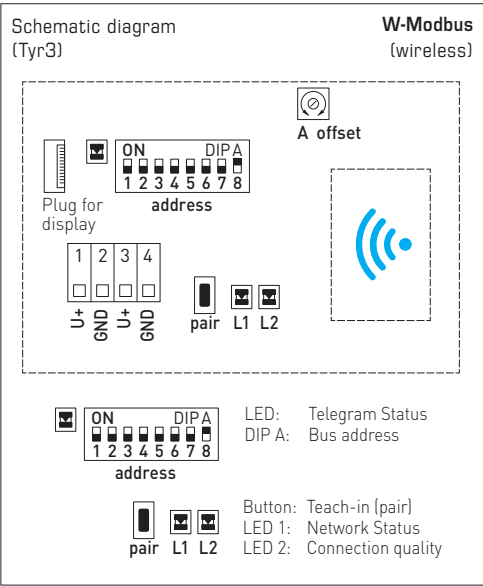 Schematic diagram
(Tyr3)
W-Modbus
(wireless)
A offset
ON DIP A
1 2 3 4 5 6 7 8
address
Plug for
display
1 2 3 4
U+ GND U+ GND
pair L1 L2
ON DIP A
1 2 3 4 5 6 7 8
address
LED: Telegram Status
DIP A: Bus address
pair L1 L2
Button: Teach-in (pair)
LED 1: Network Status
LED 2: Connection quality